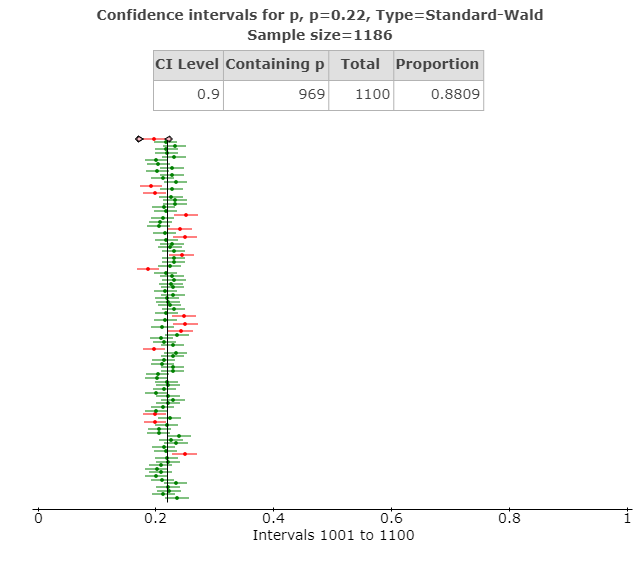 Confidence intervals for p, p=0.22, Type=Standard-Wald
Sample size=1186
CI Level Containing p Total Proportion
0.9 969 1100 0.8809
0 0.2 0.4 0.6 0.8 1
Intervals 1001 to 1100